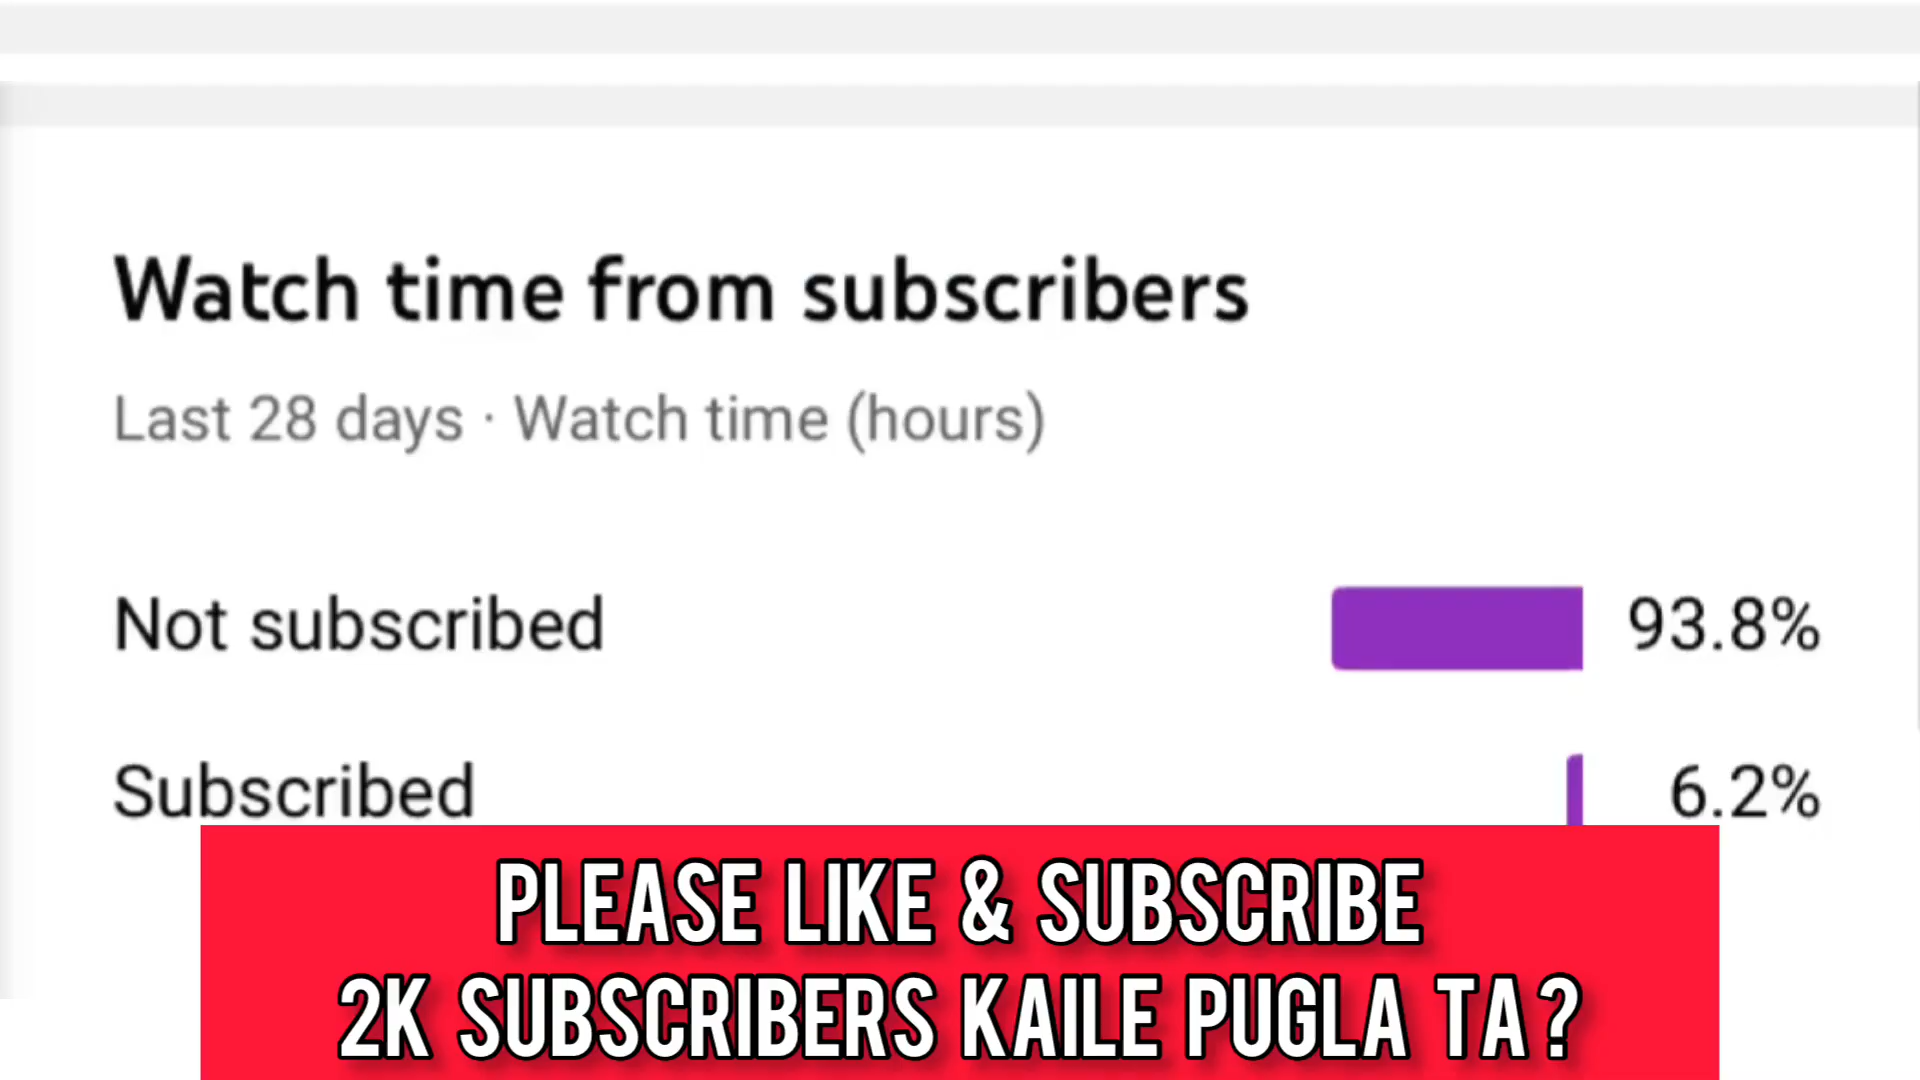 Watch time from subscribers
Last 28 days · Watch time (hours)
Not subscribed 93.8%
Subscribed 6.2%
PLEASE LIKE & SUBSCRIBE
2K SUBSCRIBERS KAILE PUGLA TA?